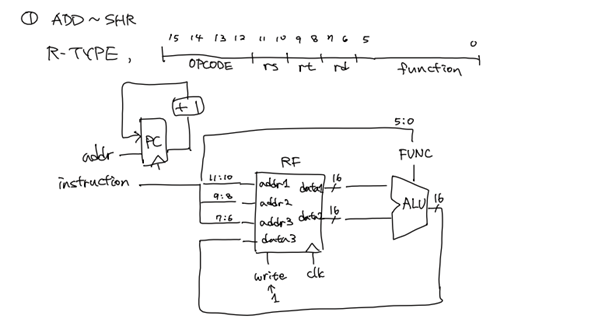 ① ADD ~ SHR
R-TYPE,
15 14 13 12 11 10 9 8 7 6 5 0
OPCODE rs rt rd function
+1
PC
addr
instruction
5:0
FUNC
RF
11:10 addr1 data1 16
9:8 addr2
7:6 addr3 data2 16
data3
ALU 16
write clk
1